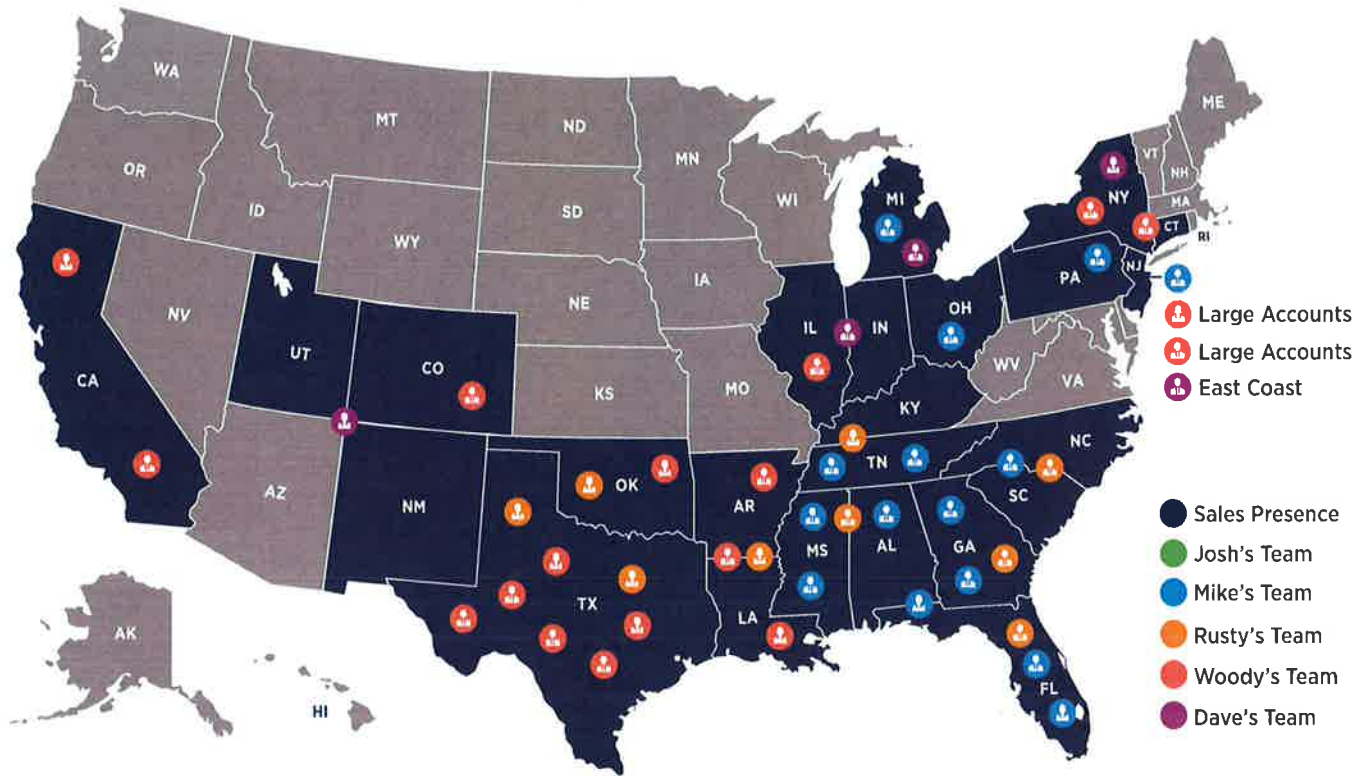 WA
MT
ND
MN
ME
OR
ID
SD
WI
MI
VT
NH
NY
MA
WY
CT
RI
IA
PA
NJ
NV
NE
OH
IL
IN
Large Accounts
UT
CO
WV
Large Accounts
CA
KS
MO
VA
East Coast
KY
NC
TN
AZ
NM
OK
AR
SC
Sales Presence
MS
AL
GA
Josh's Team
TX
Mike's Team
LA
AK
Rusty's Team
Woody's Team
FL
HI
Dave's Team